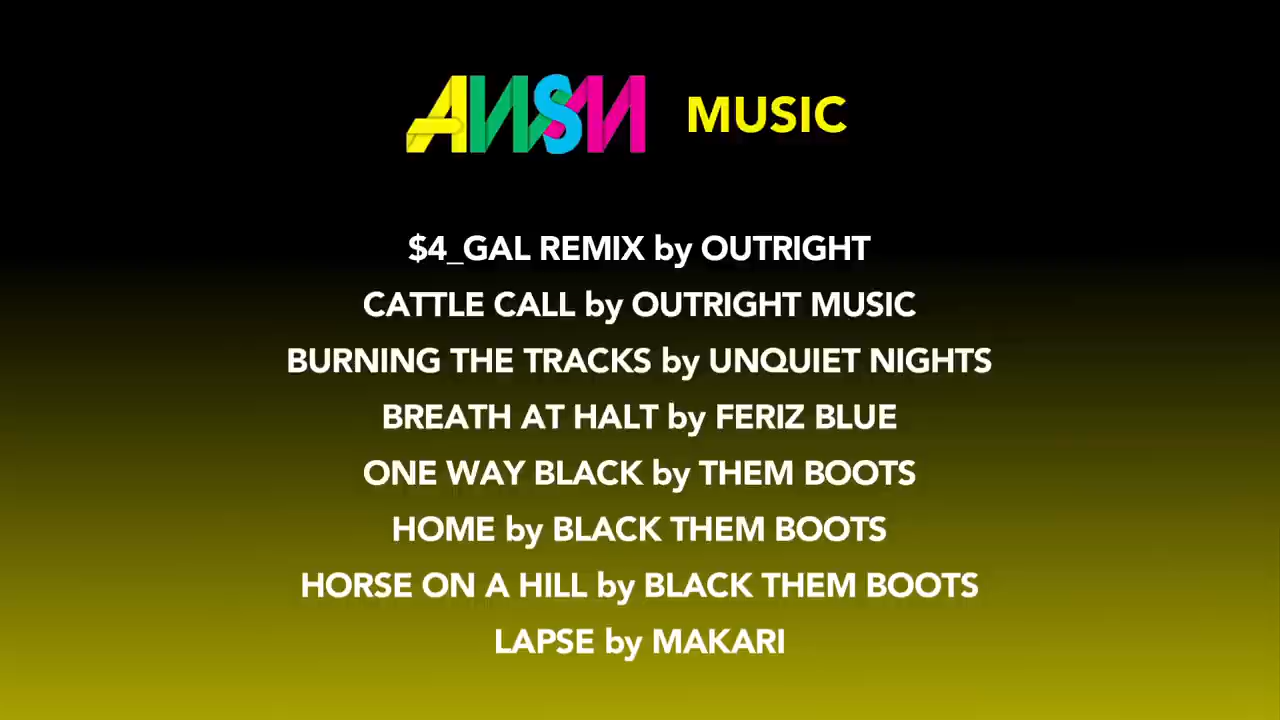 AWSM MUSIC
$4_GAL REMIX by OUTRIGHT
CATTLE CALL by OUTRIGHT MUSIC
BURNING THE TRACKS by UNQUIET NIGHTS
BREATH AT HALT by FERIZ BLUE
ONE WAY BLACK by THEM BOOTS
HOME by BLACK THEM BOOTS
HORSE ON A HILL by BLACK THEM BOOTS
LAPSE by MAKARI